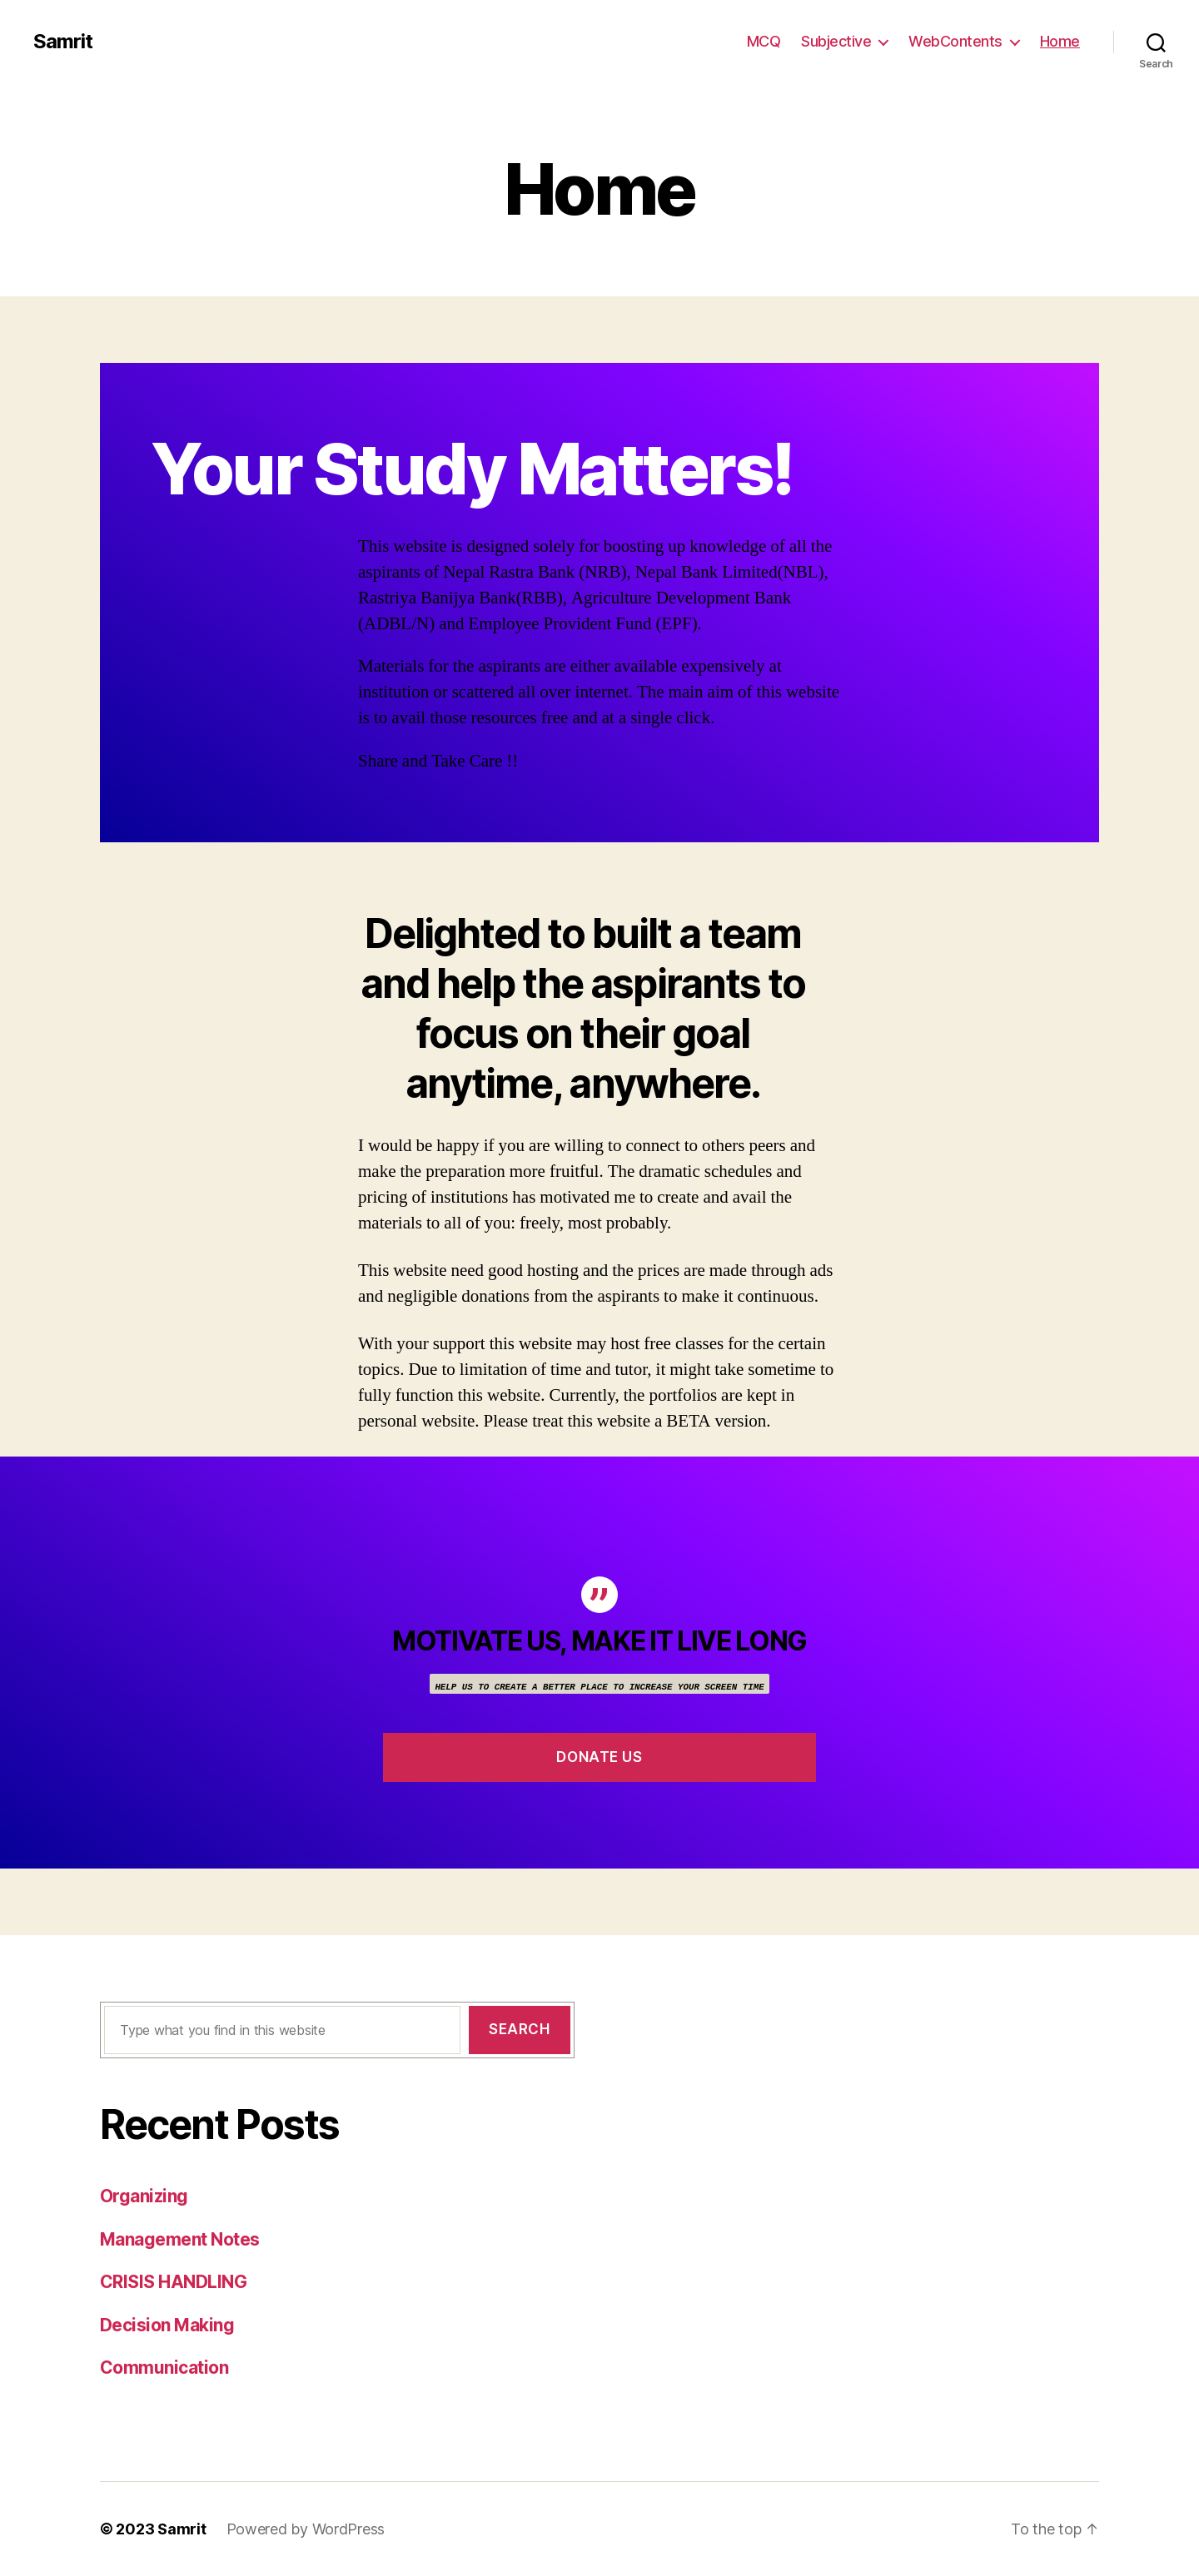 Samrit
MCQ
Subjective
WebContents
Home
Search
Home
Your Study Matters!
This website is designed solely for boosting up knowledge of all the
aspirants of Nepal Rastra Bank (NRB), Nepal Bank Limited(NBL),
Rastriya Banijya Bank(RBB), Agriculture Development Bank
(ADBL/N) and Employee Provident Fund (EPF).
Materials for the aspirants are either available expensively at
institution or scattered all over internet. The main aim of this website
is to avail those resources free and at a single click.
Share and Take Care !!
Delighted to built a team
and help the aspirants to
focus on their goal
anytime, anywhere.
I would be happy if you are willing to connect to others peers and
make the preparation more fruitful. The dramatic schedules and
pricing of institutions has motivated me to create and avail the
materials to all of you: freely, most probably.
This website need good hosting and the prices are made through ads
and negligible donations from the aspirants to make it continuous.
With your support this website may host free classes for the certain
topics. Due to limitation of time and tutor, it might take sometime to
fully function this website. Currently, the portfolios are kept in
personal website. Please treat this website a BETA version.
”
MOTIVATE US, MAKE IT LIVE LONG
HELP US TO CREATE A BETTER PLACE TO INCREASE YOUR SCREEN TIME
DONATE US
Type what you find in this website
SEARCH
Recent Posts
Organizing
Management Notes
CRISIS HANDLING
Decision Making
Communication
© 2023 Samrit
Powered by WordPress
To the top ↑